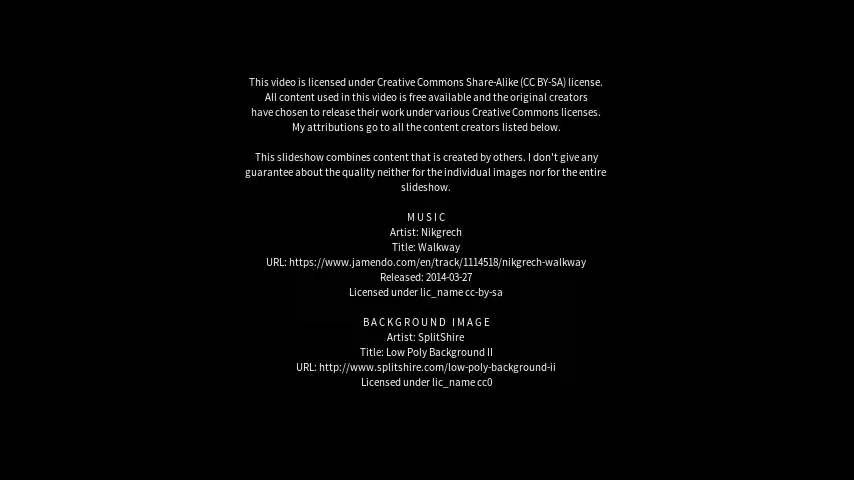 This video is licensed under Creative Commons Share-Alike (CC BY-SA) license.
All content used in this video is free available and the original creators
have chosen to release their work under various Creative Commons licenses.
My attributions go to all the content creators listed below.
This slideshow combines content that is created by others. I don't give any
guarantee about the quality neither for the individual images nor for the entire
slideshow.
M U S I C
Artist: Nikgrech
Title: Walkway
URL: https://www.jamendo.com/en/track/1114518/nikgrech-walkway
Released: 2014-03-27
Licensed under lic_name cc-by-sa
B A C K G R O U N D  I M A G E
Artist: SplitShire
Title: Low Poly Background II
URL: http://www.splitshire.com/low-poly-background-ii
Licensed under lic_name cc0